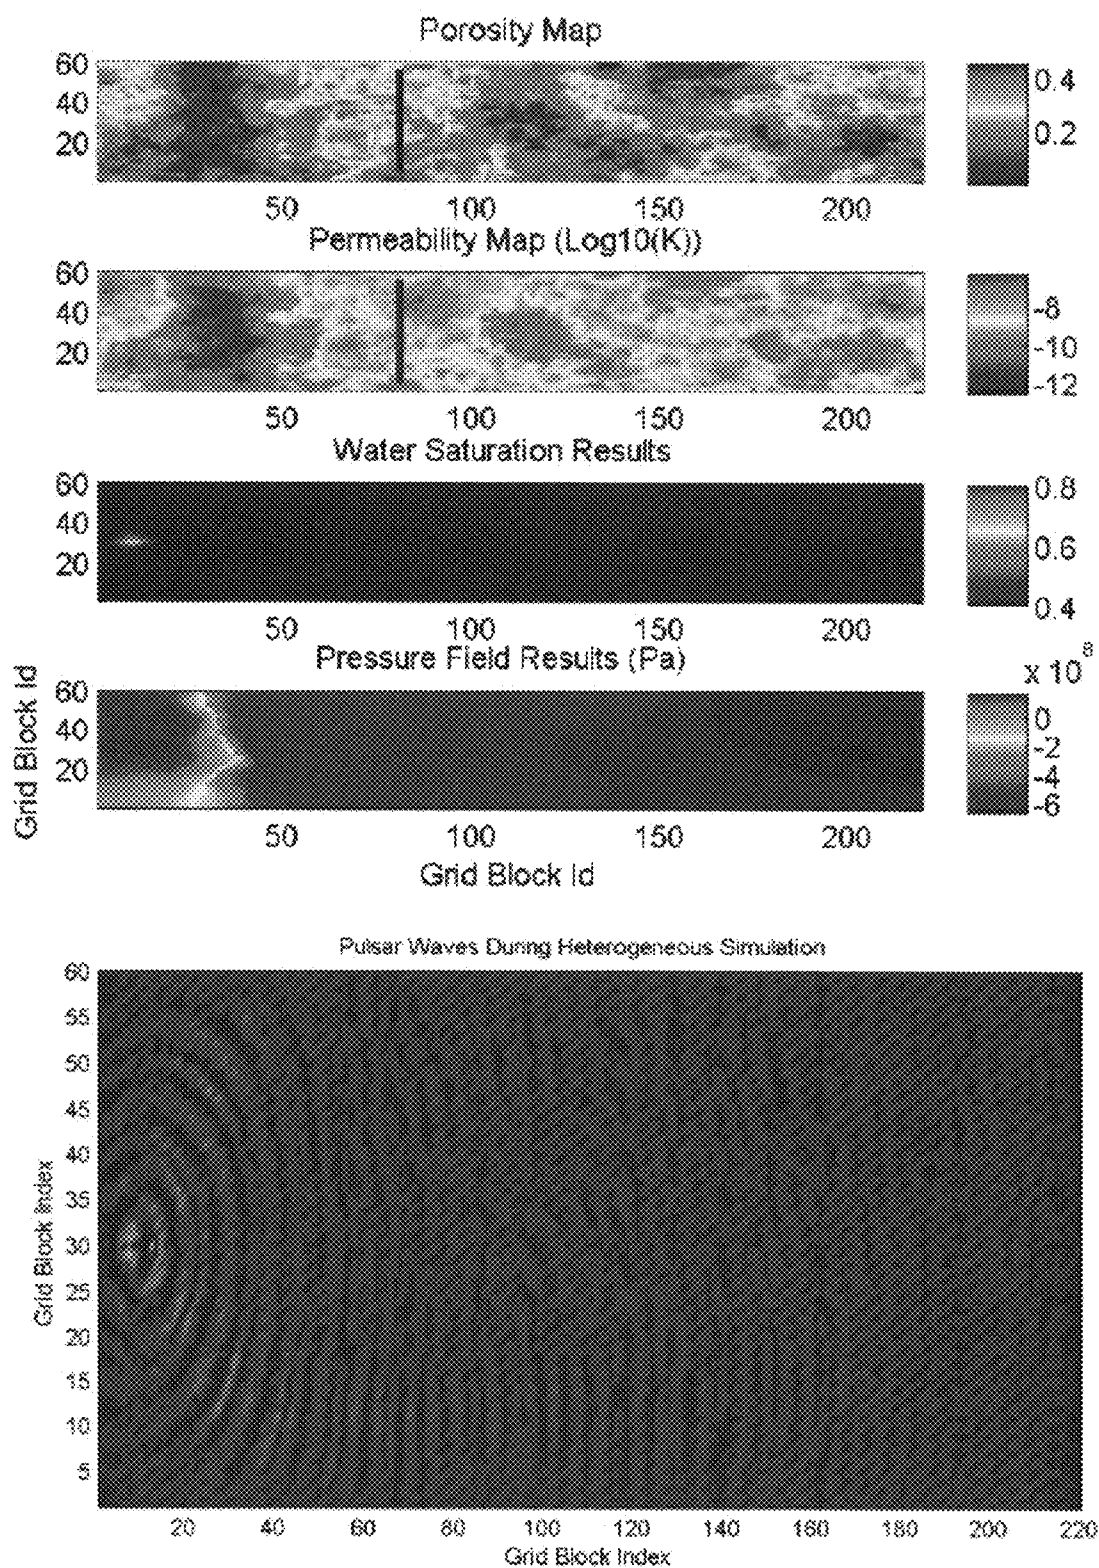 Porosity Map
60
40
20
0.4
0.2
50 100 150 200
Permeability Map (Log10(K))
60
40
20
-8
-10
-12
50 100 150 200
Water Saturation Results
60
40
20
0.8
0.6
0.4
50 100 150 200
Pressure Field Results (Pa)
x 10
60
40
20
0
-2
-4
-6
Grid Block Id
50 100 150 200
Grid Block Id
Pulsar Waves During Heterogeneous Simulation
60
55
50
45
40
35
30
25
20
15
10
5
Grid Block Index
20 40 60 80 100 120 140 160 180 200 220
Grid Block Index